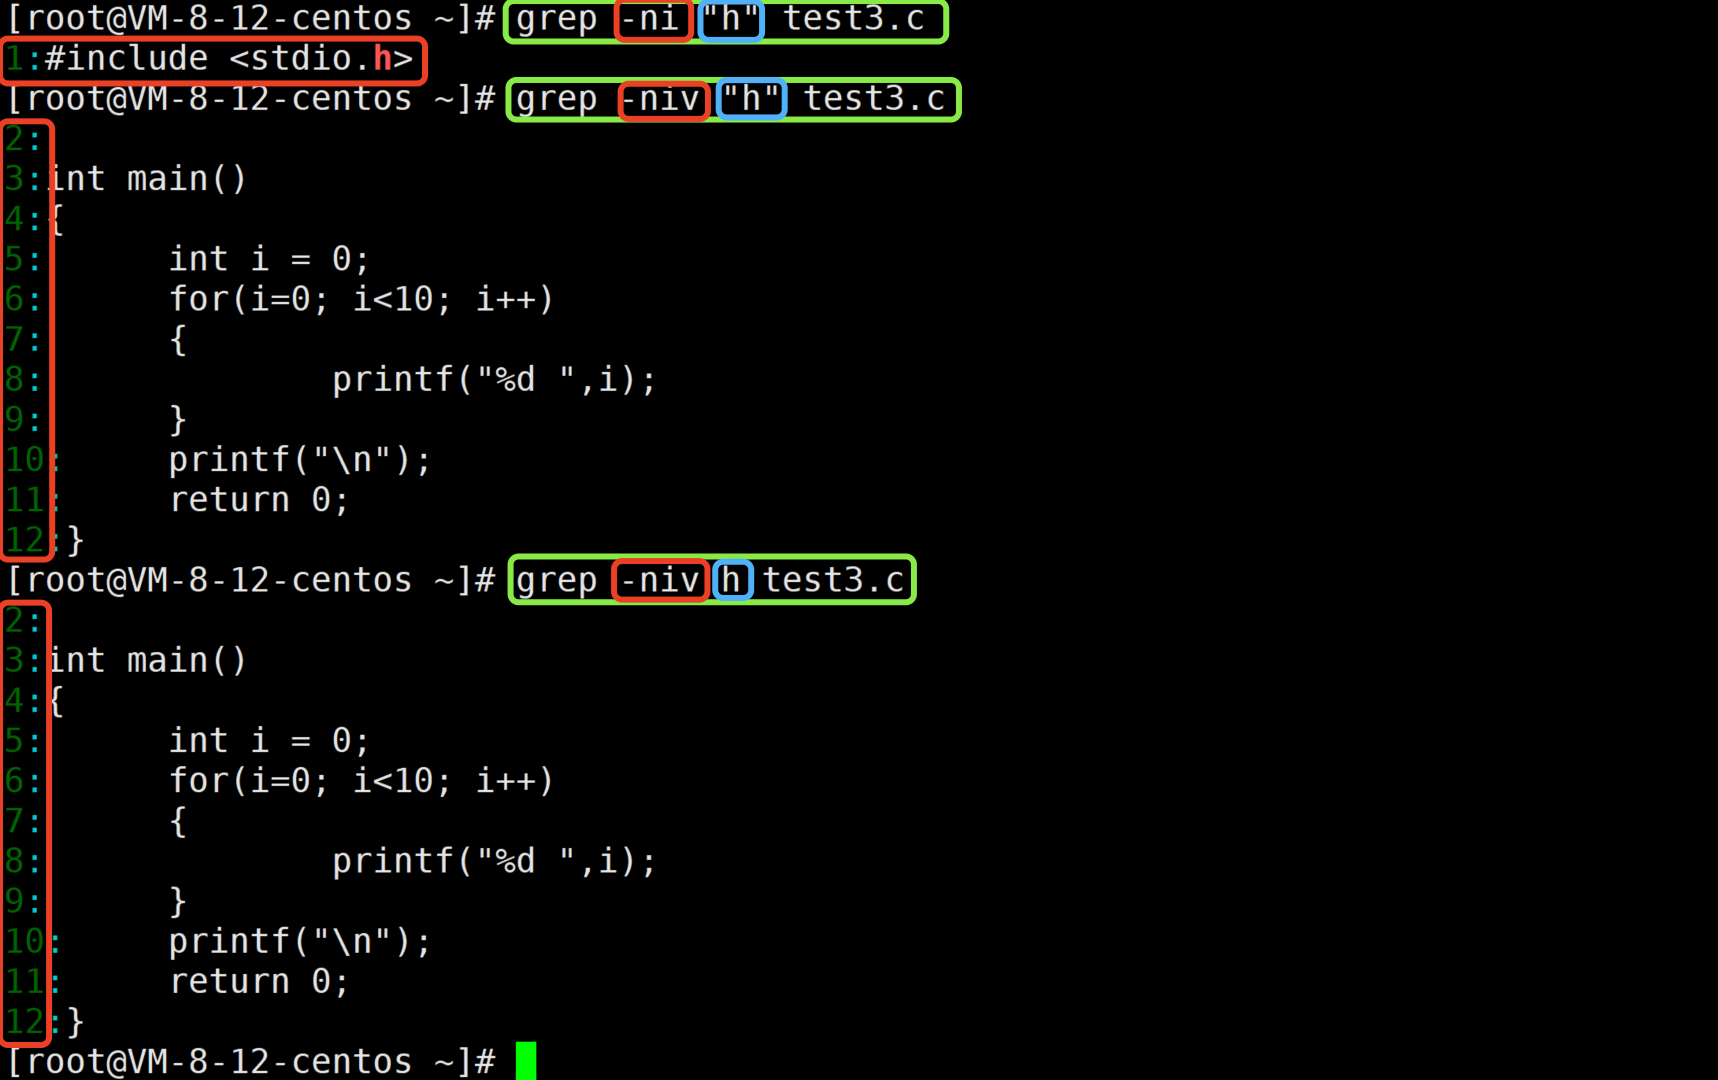 [root@VM-8-12-centos ~]# grep -ni "h" test3.c
1:#include <stdio.h>
[root@VM-8-12-centos ~]# grep -niv "h" test3.c
2:
3:int main()
4:{
5:      int i = 0;
6:      for(i=0; i<10; i++)
7:      {
8:              printf("%d ",i);
9:      }
10:     printf("\n");
11:     return 0;
12:}
[root@VM-8-12-centos ~]# grep -niv h test3.c
2:
3:int main()
4:{
5:      int i = 0;
6:      for(i=0; i<10; i++)
7:      {
8:              printf("%d ",i);
9:      }
10:     printf("\n");
11:     return 0;
12:}
[root@VM-8-12-centos ~]#